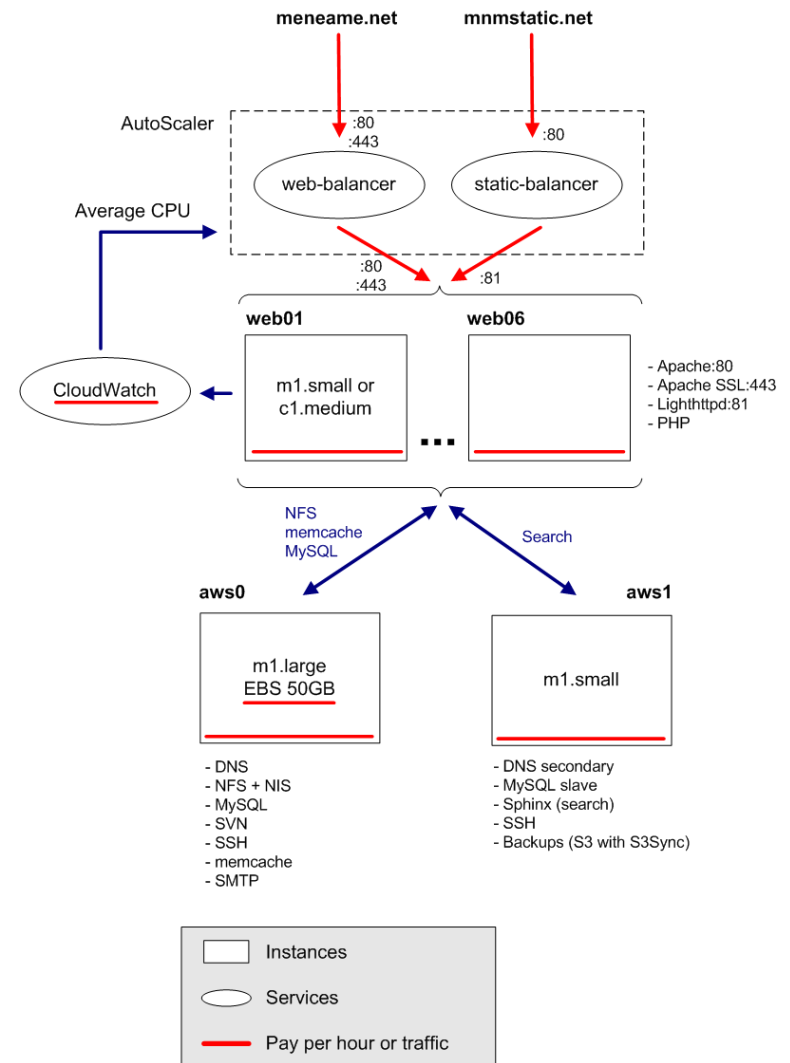 meneame.net
mnmstatic.net
AutoScaler
:80
:443
:80
web-balancer
static-balancer
Average CPU
:80
:443
:81
web01
web06
CloudWatch
m1.small or
c1.medium
...
- Apache:80
- Apache SSL:443
- Lighthttpd:81
- PHP
NFS
memcache
MySQL
Search
aws0
aws1
m1.large
EBS 50GB
m1.small
- DNS
- NFS + NIS
- MySQL
- SVN
- SSH
- memcache
- SMTP
- DNS secondary
- MySQL slave
- Sphinx (search)
- SSH
- Backups (S3 with S3Sync)
Instances
Services
Pay per hour or traffic